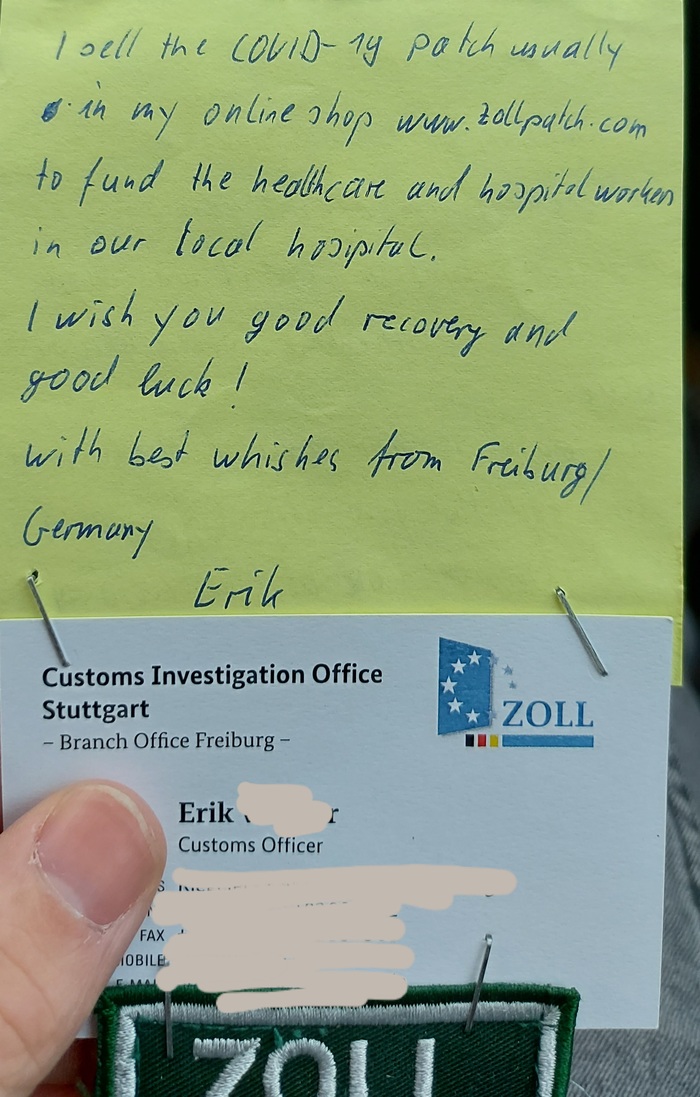 I sell the COVID-19 patch usually
in my online shop www.zollpatch.com
to fund the healthcare and hospital workers
in our local hosipital.
I wish you good recovery and
good luck!
with best whishes from Freiburg/
Germany
Erik
Customs Investigation Office
Stuttgart
– Branch Office Freiburg –
ZOLL
Erik
Customs Officer
FAX
ZOLL